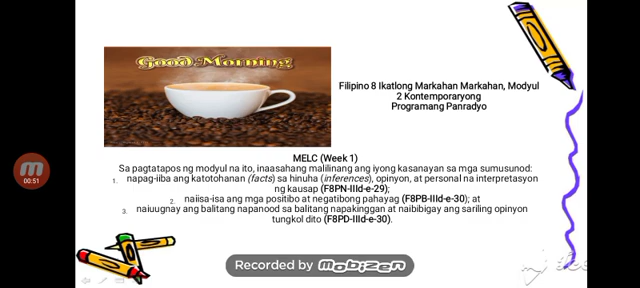 Good Morning
Filipino 8 Ikatlong Markahan Markahan, Modyul
2 Kontemporaryong
Programang Panradyo
MELC (Week 1)
Sa pagtatapos ng modyul na ito, inaasahang malilinang ang iyong kasanayan sa mga sumusunod:
1. napag-iiba ang katotohanan (facts) sa hinuha (inferences), opinyon, at personal na interpretasyon
ng kausap (F8PN-IIId-e-29);
2. naiisa-isa ang mga positibo at negatibong pahayag (F8PB-IIId-e-30); at
3. naiuugnay ang balitang napanood sa balitang napakinggan at naibibigay ang sariling opinyon
tungkol dito (F8PD-IIId-e-30).
00:51
Recorded by Mobizen